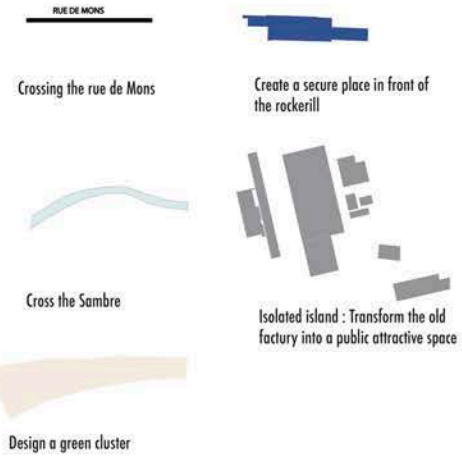 RUE DE MONS
Crossing the rue de Mons
Create a secure place in front of
the rockerill
Cross the Sambre
Isolated island : Transform the old
factury into a public attractive space
Design a green cluster